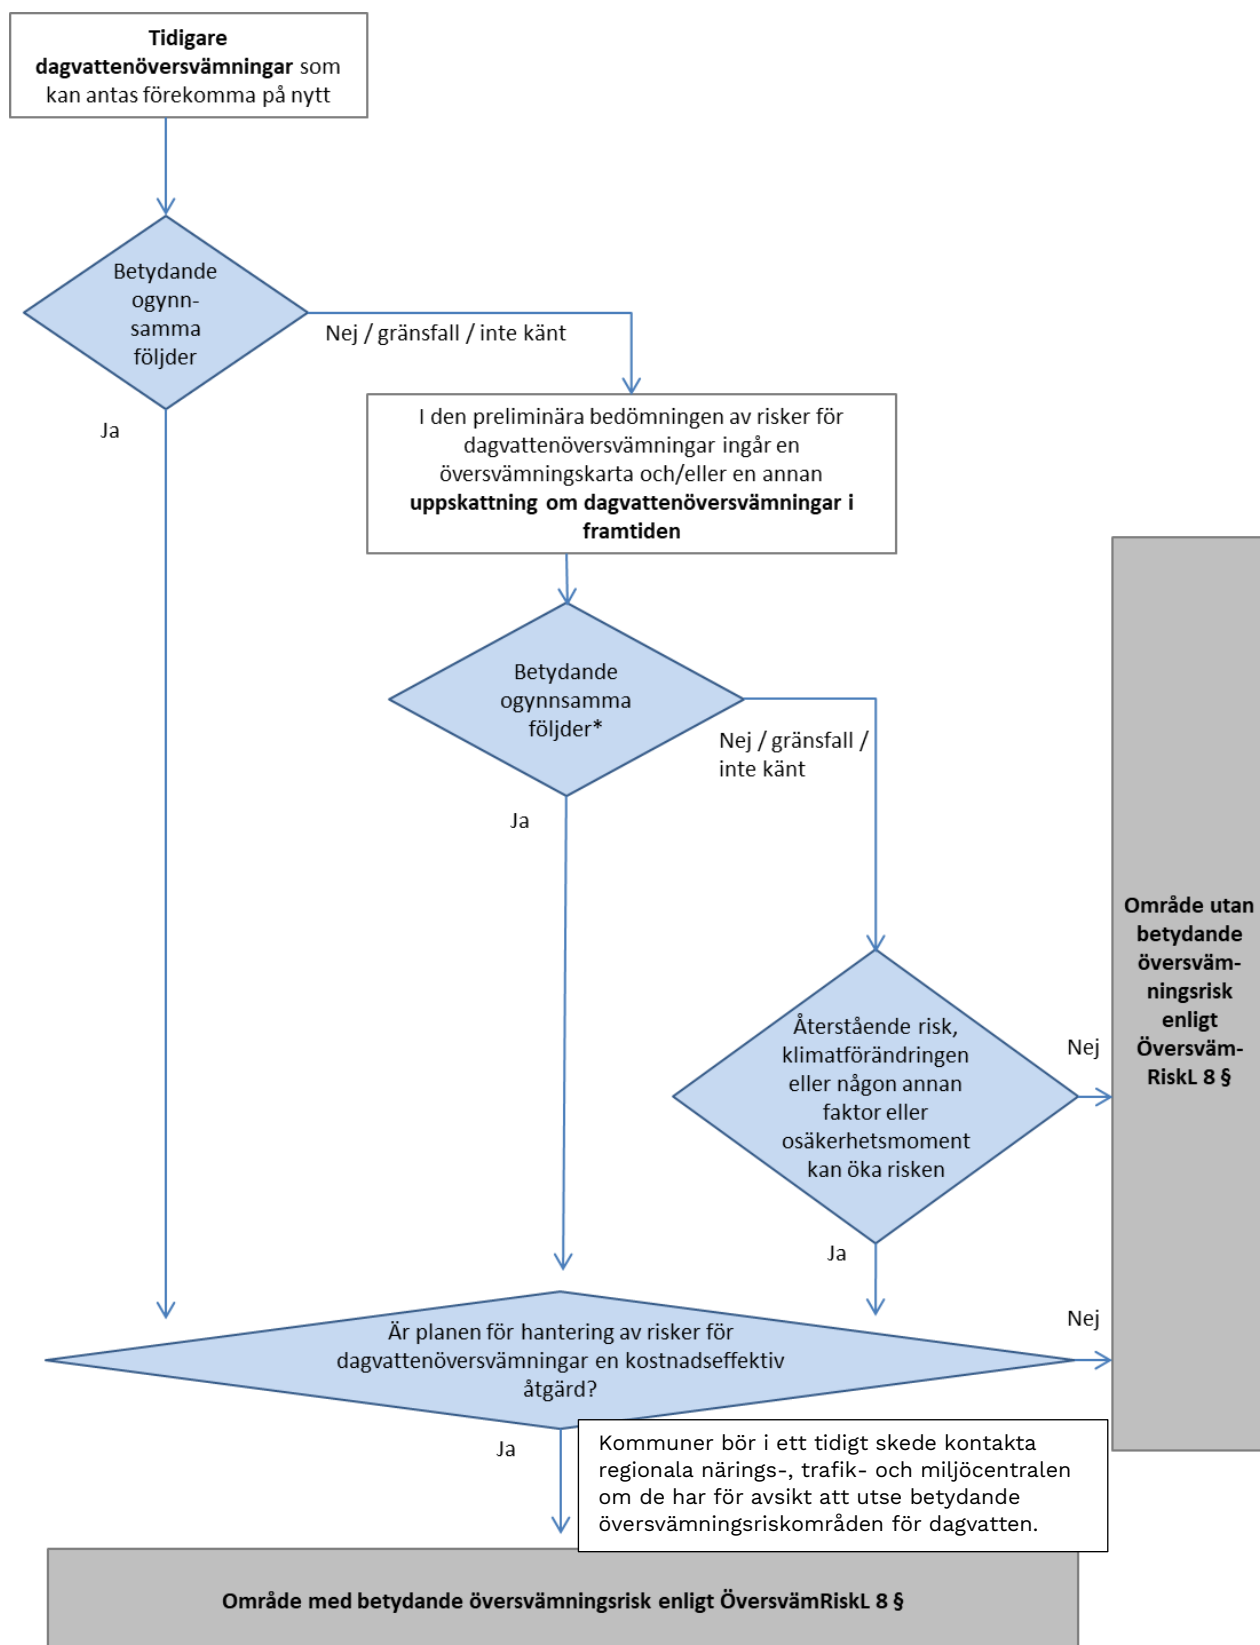 Tidigare
dagvattenöversvämningar som
kan antas förekomma på nytt
Betydande
ogynn-
samma
följder
Nej / gränsfall / inte känt
Ja
I den preliminära bedömningen av risker för
dagvattenöversvämningar ingår en
översvämningskarta och/eller en annan
uppskattning om dagvattenöversvämningar i
framtiden
Betydande
ogynnsamma
följder*
Nej / gränsfall /
inte känt
Ja
Område utan
betydande
översväm-
ningsrisk
enligt
Översväm-
RiskL 8 §
Återstående risk,
klimatförändringen
eller någon annan
faktor eller
osäkerhetsmoment
kan öka risken
Nej
Ja
Är planen för hantering av risker för
dagvattenöversvämningar en kostnadseffektiv
åtgärd?
Nej
Ja
Kommuner bör i ett tidigt skede kontakta
regionala närings-, trafik- och miljöcentralen
om de har för avsikt att utse betydande
översvämningsriskområden för dagvatten.
Område med betydande översvämningsrisk enligt ÖversvämRiskL 8 §